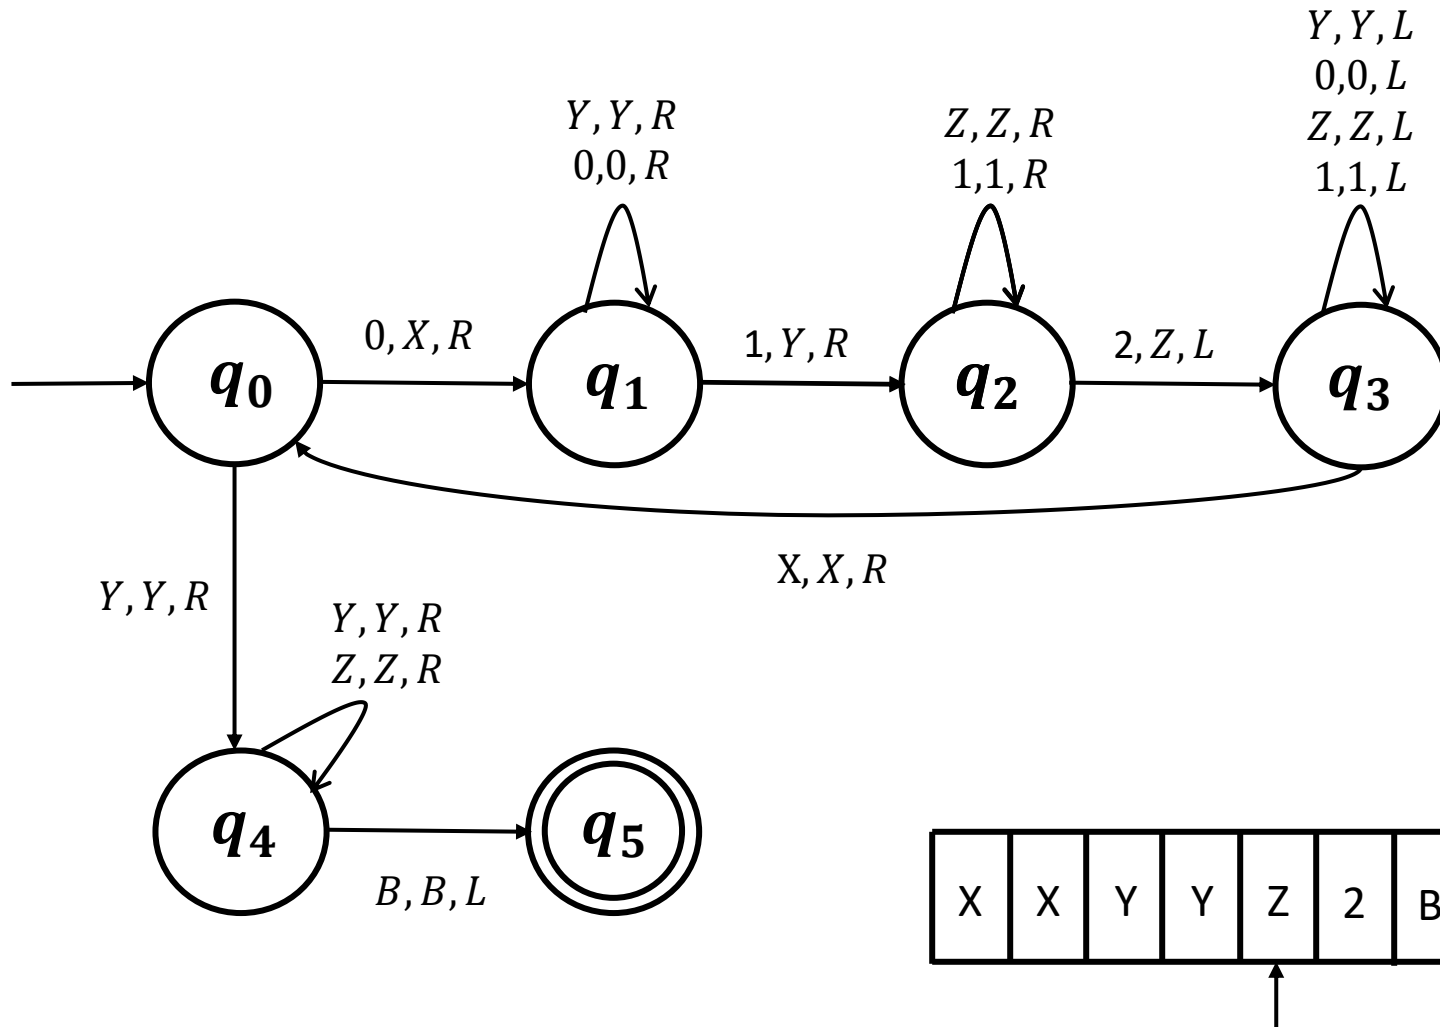 Y, Y, L
0,0, L
Z, Z, L
1,1, L
Y, Y, R
0,0, R
Z, Z, R
1,1, R
0, X, R
1, Y, R
2, Z, L
q0
q1
q2
q3
X, X, R
Y, Y, R
Y, Y, R
Z, Z, R
q4
q5
B, B, L
X X Y Y Z 2 B